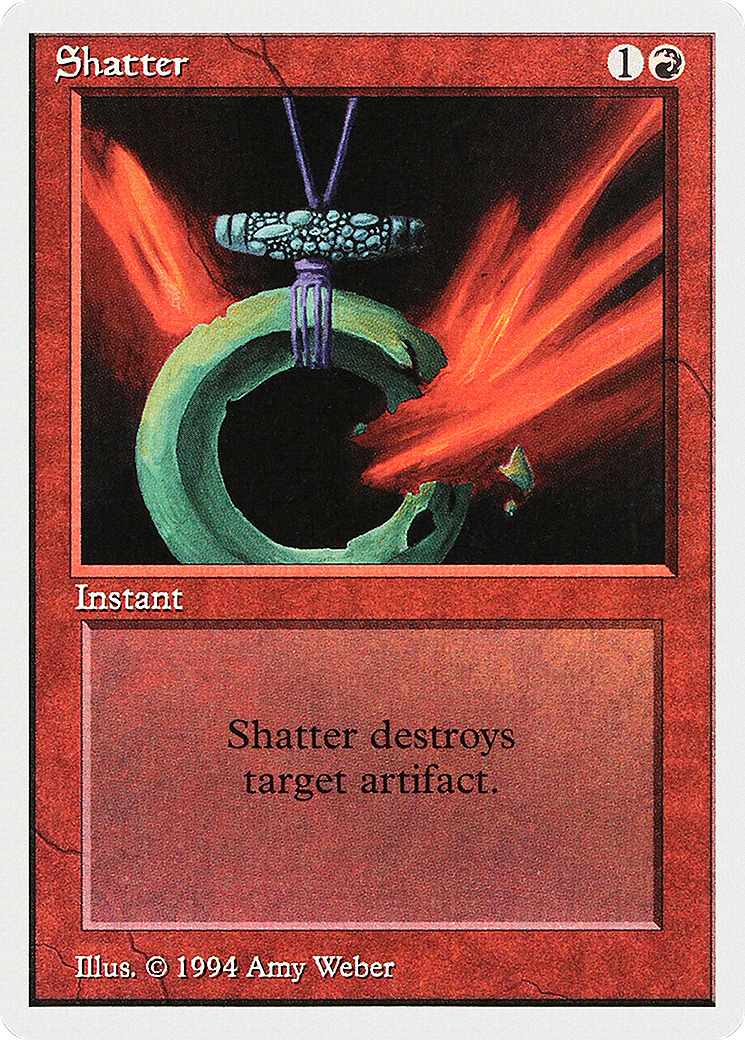 Shatter 1
Instant
Shatter destroys
target artifact.
Illus. © 1994 Amy Weber